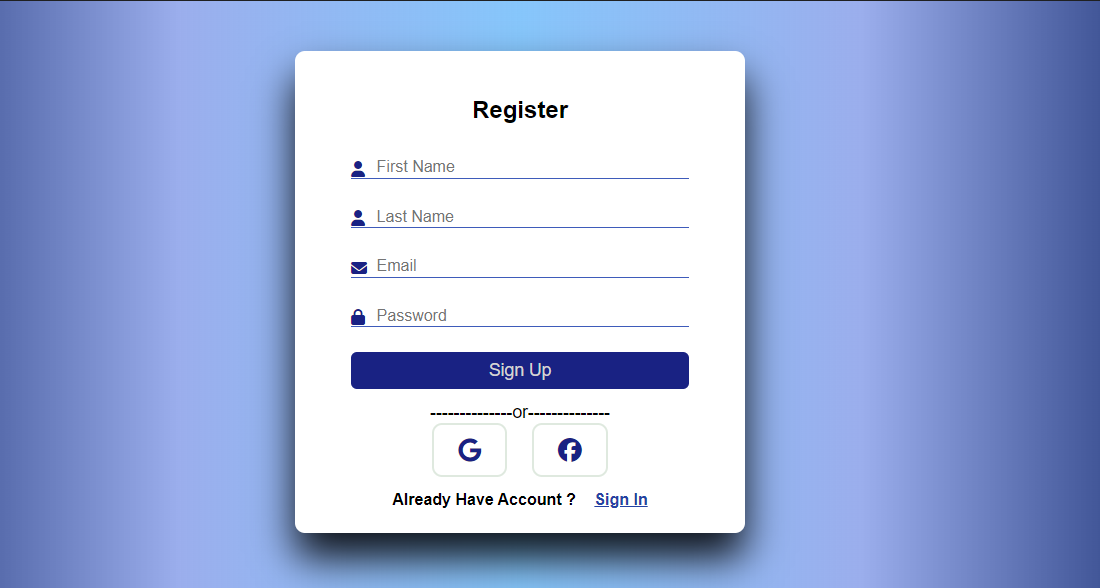 Register
First Name
Last Name
Email
Password
Sign Up
--------------or--------------
Already Have Account ? Sign In